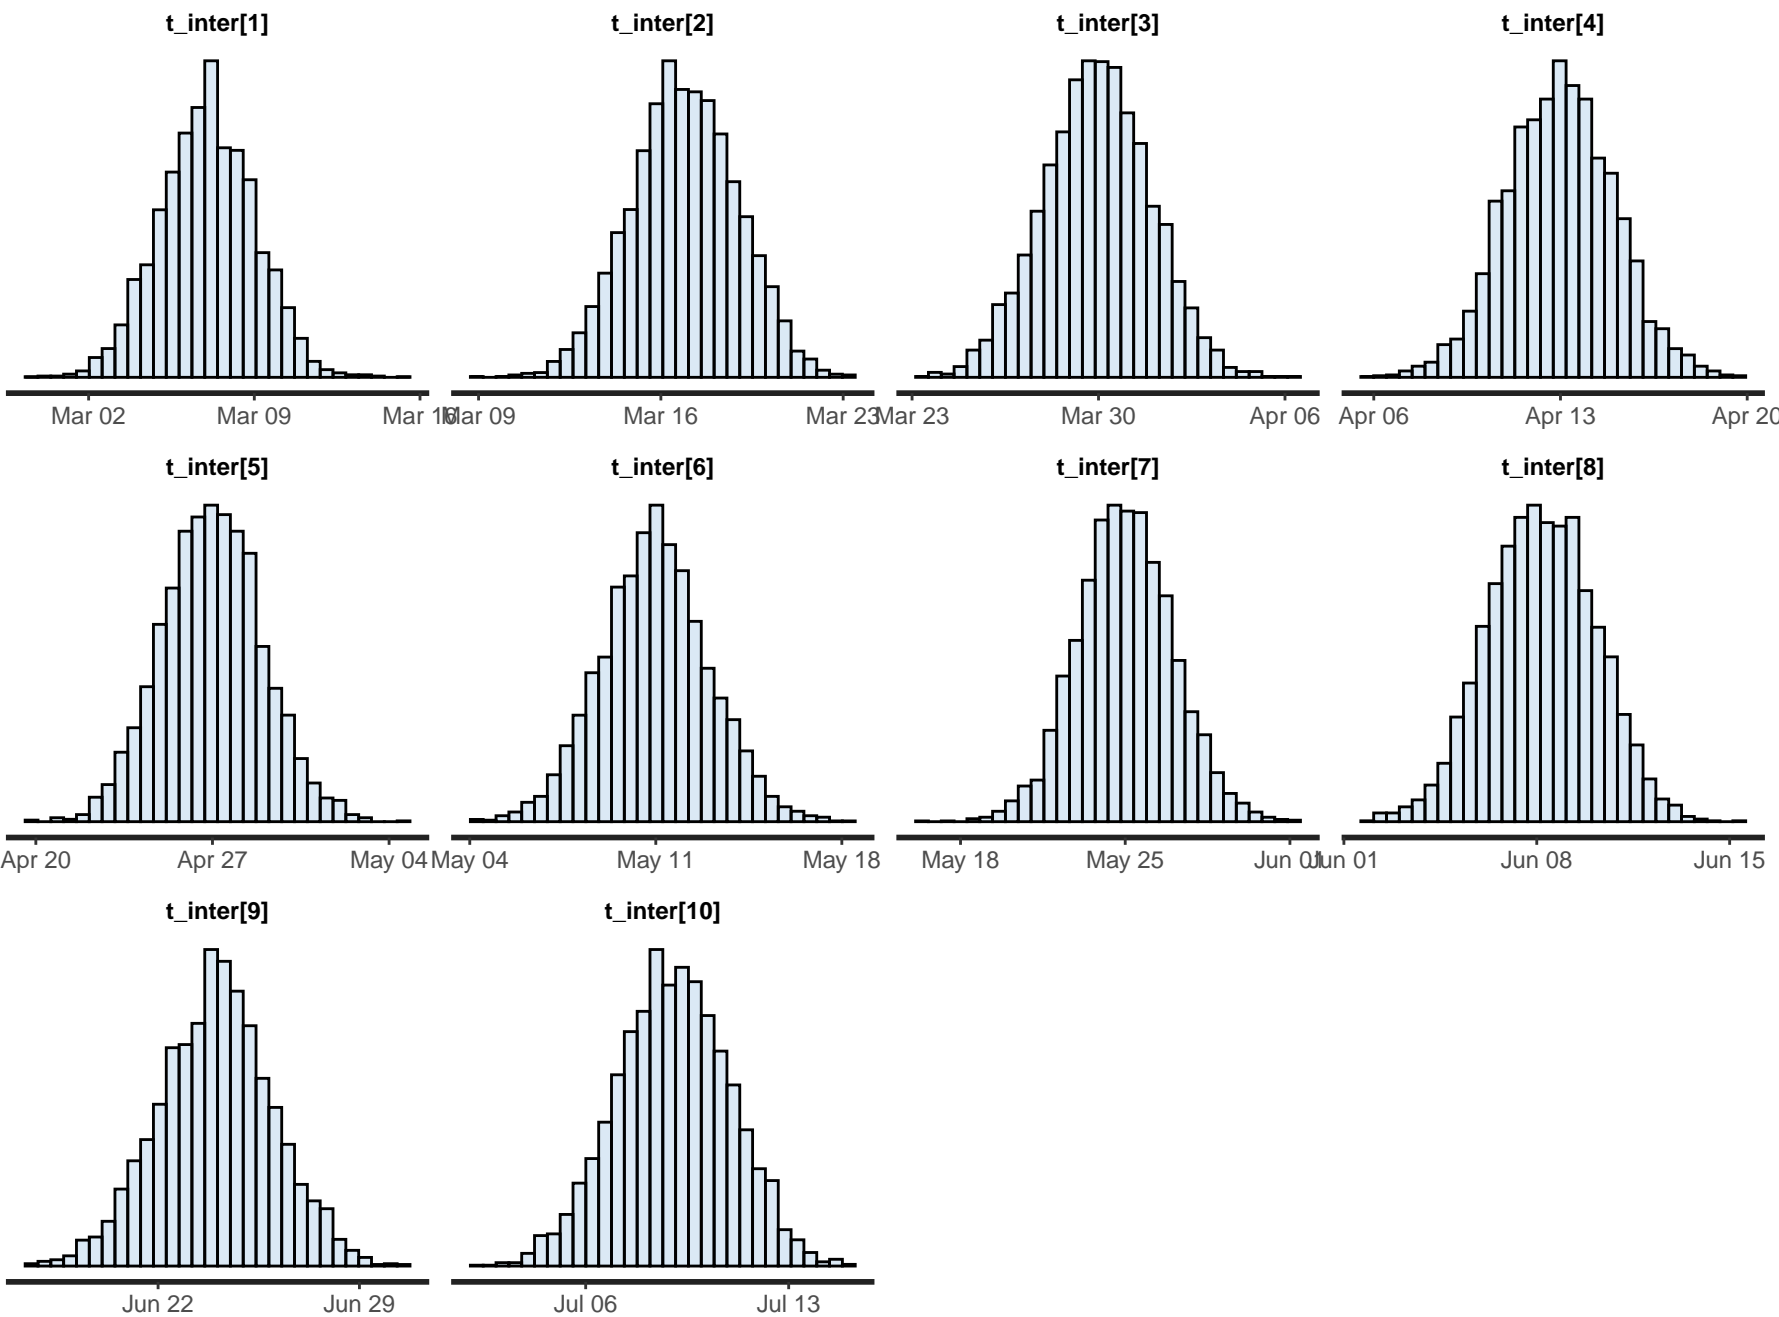 t_inter[1] t_inter[2] t_inter[3] t_inter[4]
Mar 02 Mar 09 Mar 16 Mar 09 Mar 16 Mar 23 Mar 23 Mar 30 Apr 06 Apr 06 Apr 13 Apr 20
t_inter[5] t_inter[6] t_inter[7] t_inter[8]
Apr 20 Apr 27 May 04 May 04 May 11 May 18 May 18 May 25 Jun 01 Jun 01 Jun 08 Jun 15
t_inter[9] t_inter[10]
Jun 22 Jun 29 Jul 06 Jul 13